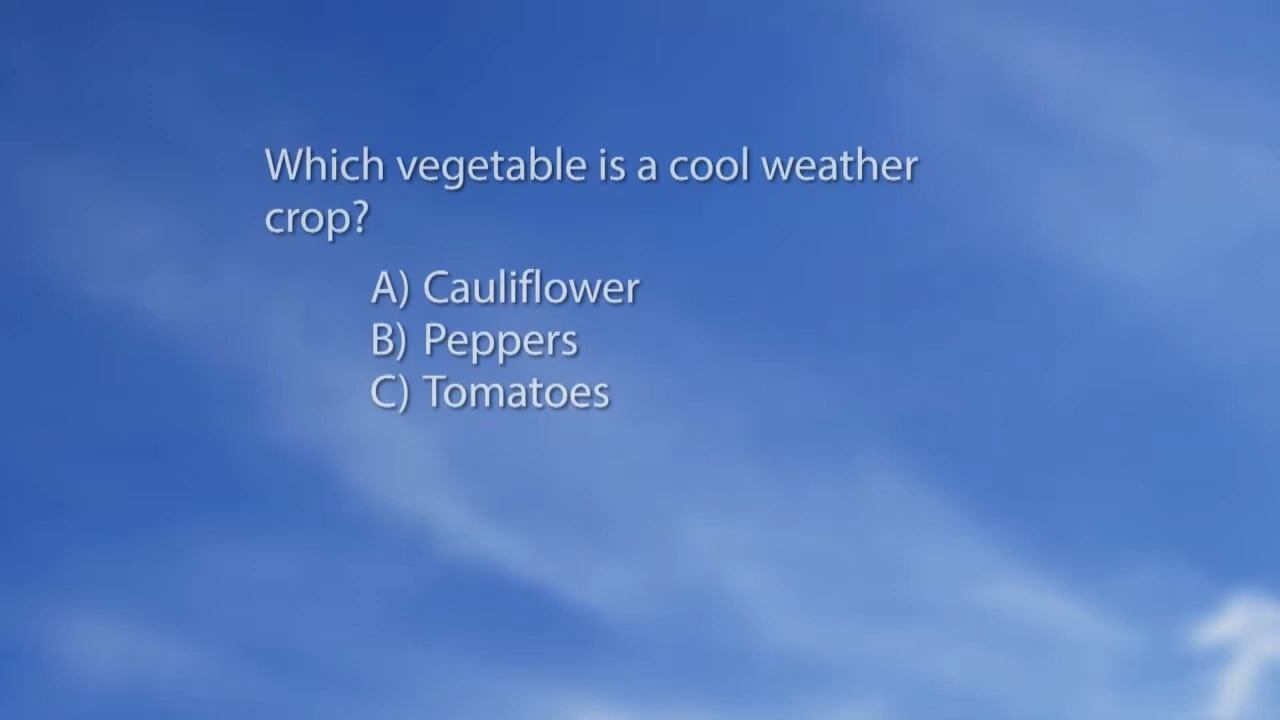 Which vegetable is a cool weather
crop?
A) Cauliflower
B) Peppers
C) Tomatoes